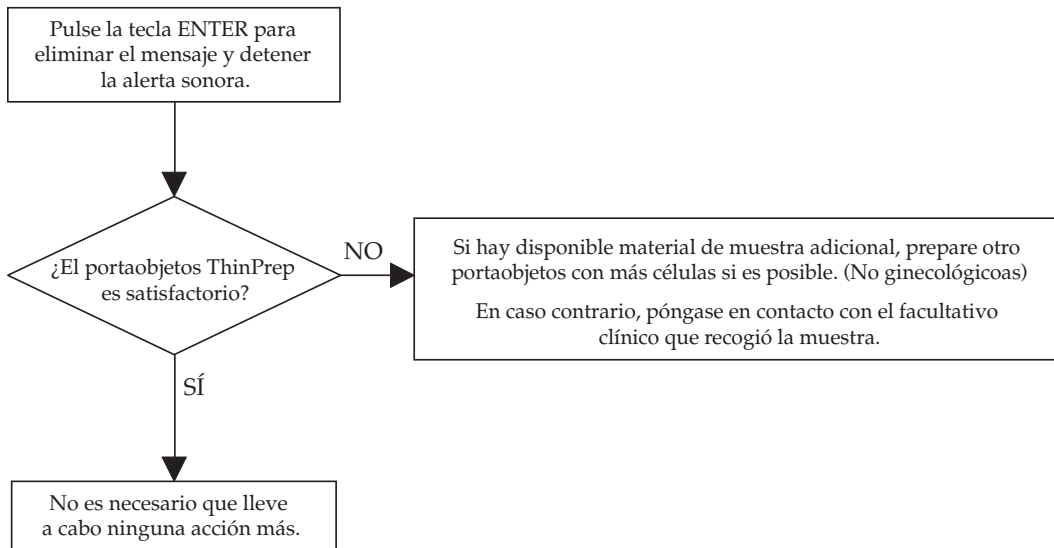 Pulse la tecla ENTER para
eliminar el mensaje y detener
la alerta sonora.
¿El portaobjetos ThinPrep
es satisfactorio?
NO
Si hay disponible material de muestra adicional, prepare otro
portaobjetos con más células si es posible. (No ginecológicoas)
En caso contrario, póngase en contacto con el facultativo
clínico que recogió la muestra.
SÍ
No es necesario que lleve
a cabo ninguna acción más.